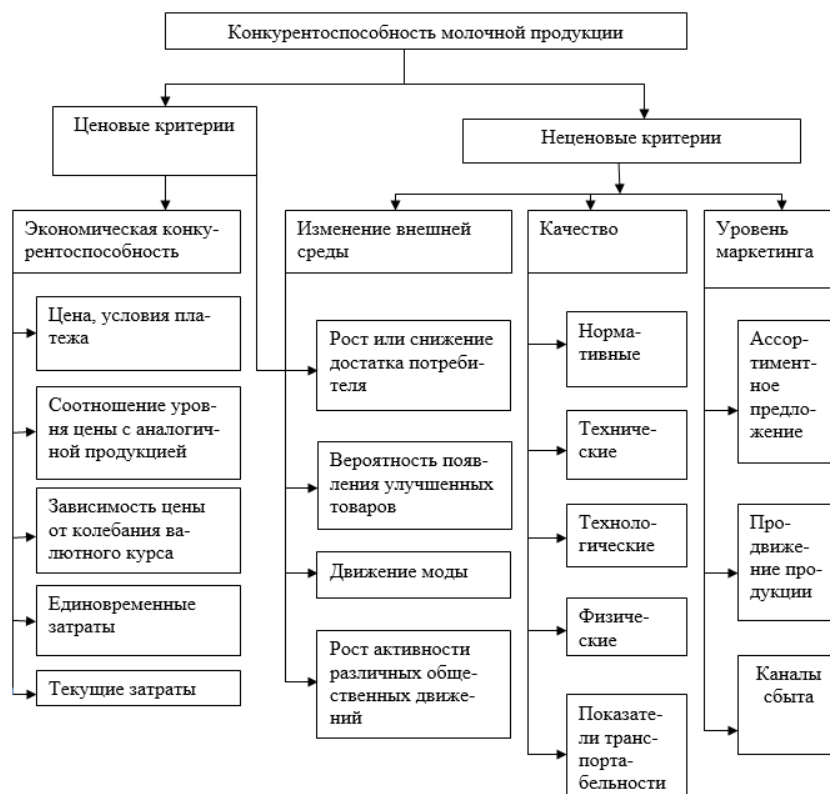 Конкурентоспособность молочной продукции
Ценовые критерии
Неценовые критерии
Экономическая конку-
рентоспособность
Цена, условия пла-
тежа
Соотношение уров-
ня цены с аналогич-
ной продукцией
Зависимость цены
от колебания ва-
лютного курса
Единовременные
затраты
Текущие затраты
Изменение внешней
среды
Рост или снижение
достатка потреби-
теля
Вероятность появ-
ления улучшенных
товаров
Движение моды
Рост активности
различных общ-
ественных движе-
ний
Качество
Норма-
тивные
Техниче-
ские
Техноло-
гические
Физиче-
ские
Показате-
ли транс-
порта-
бельности
Уровень
маркетинга
Ассор-
тимент-
ное
предло-
жение
Про-
движе-
ние про-
дукции
Каналы
сбыта